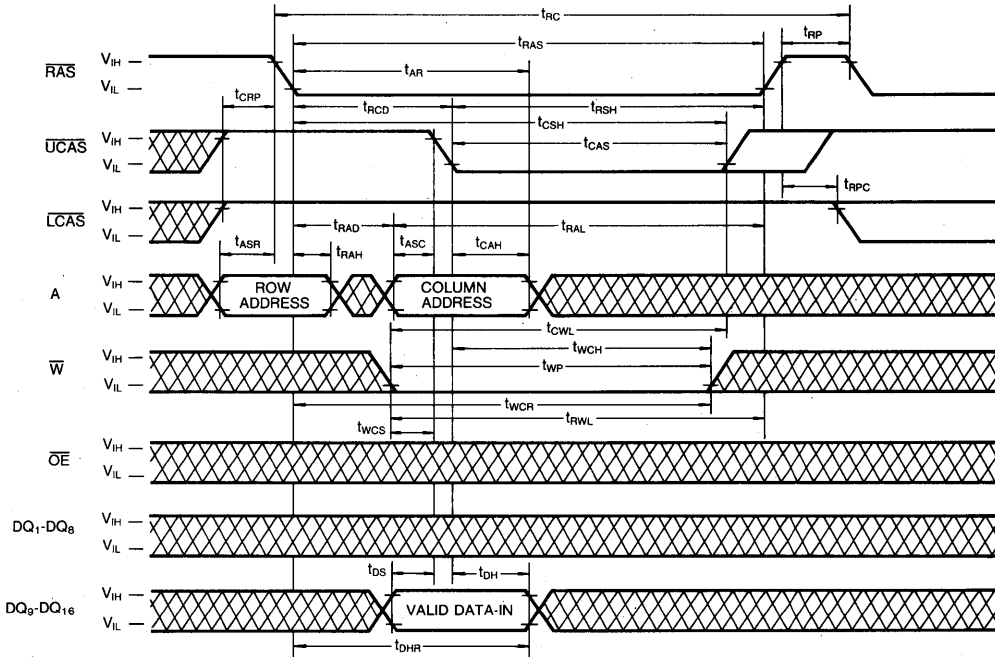 tRC
tRP
tRAS
RAS
VIH
VIL
tAR
tCRP
tRCD
tRSH
tCSH
UCAS
VIH
VIL
tCAS
tRPC
LCAS
VIH
VIL
tRAD
tRAL
tASR
tRAH
tASC
tCAH
A
VIH
VIL
ROW ADDRESS
COLUMN ADDRESS
tCWL
tWCH
W
VIH
VIL
tWP
tWCR
tRWL
tWCS
OE
VIH
VIL
DQ1-DQ8
VIH
VIL
tDS
tDH
DQ9-DQ16
VIH
VIL
VALID DATA-IN
tDHR